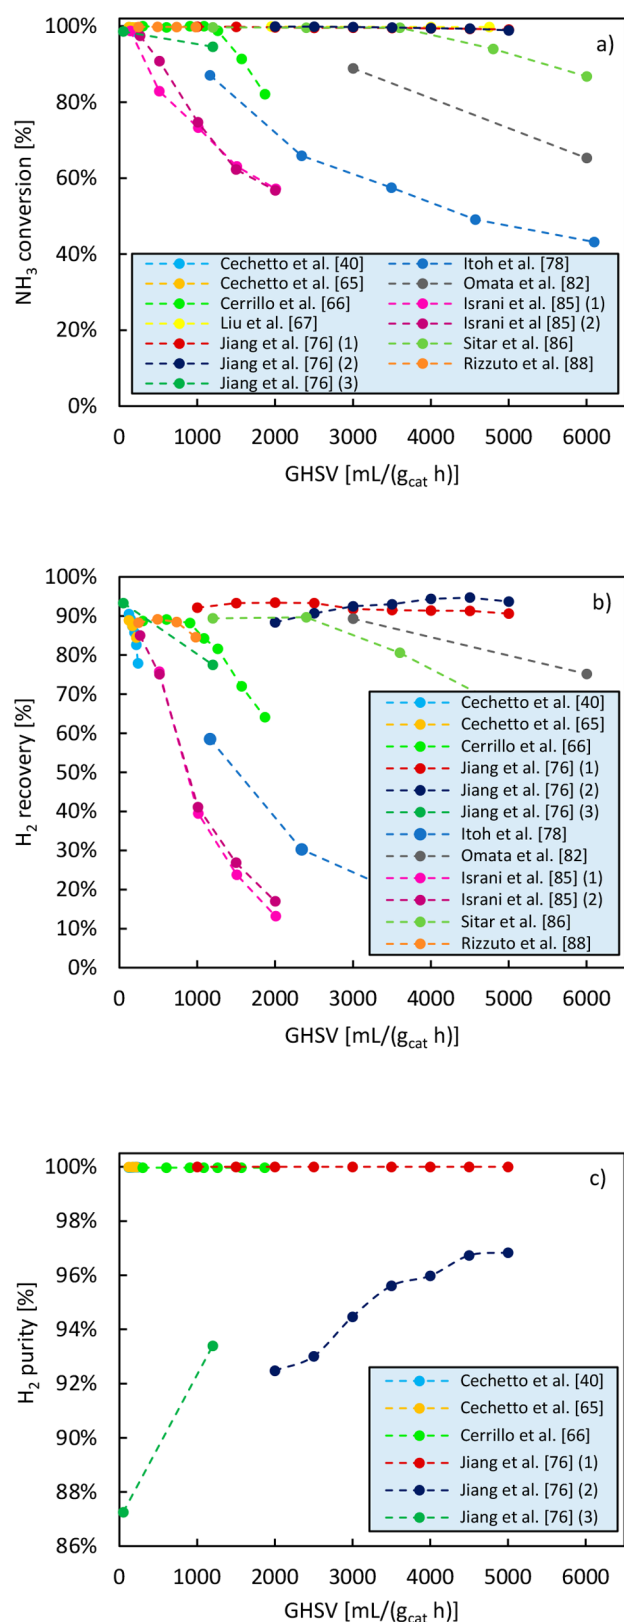 100%
80%
60%
40%
20%
0%
NH3 conversion [%]
a)
Cechetto et al. [40]
Cechetto et al. [65]
Cerrillo et al. [66]
Liu et al. [67]
Jiang et al. [76] (1)
Jiang et al. [76] (2)
Jiang et al. [76] (3)
Itoh et al. [78]
Omata et al. [82]
Israni et al. [85] (1)
Israni et al [85] (2)
Sitar et al. [86]
Rizzuto et al. [88]
0 1000 2000 3000 4000 5000 6000
GHSV [mL/(gcat h)]
100%
90%
80%
70%
60%
50%
40%
30%
20%
10%
0%
H2 recovery [%]
b)
Cechetto et al. [40]
Cechetto et al. [65]
Cerrillo et al. [66]
Jiang et al. [76] (1)
Jiang et al. [76] (2)
Jiang et al. [76] (3)
Itoh et al. [78]
Omata et al. [82]
Israni et al. [85] (1)
Israni et al. [85] (2)
Sitar et al. [86]
Rizzuto et al. [88]
0 1000 2000 3000 4000 5000 6000
GHSV [mL/(gcat h)]
100%
98%
96%
94%
92%
90%
88%
86%
H2 purity [%]
c)
Cechetto et al. [40]
Cechetto et al. [65]
Cerrillo et al. [66]
Jiang et al. [76] (1)
Jiang et al. [76] (2)
Jiang et al. [76] (3)
0 1000 2000 3000 4000 5000 6000
GHSV [mL/(gcat h)]